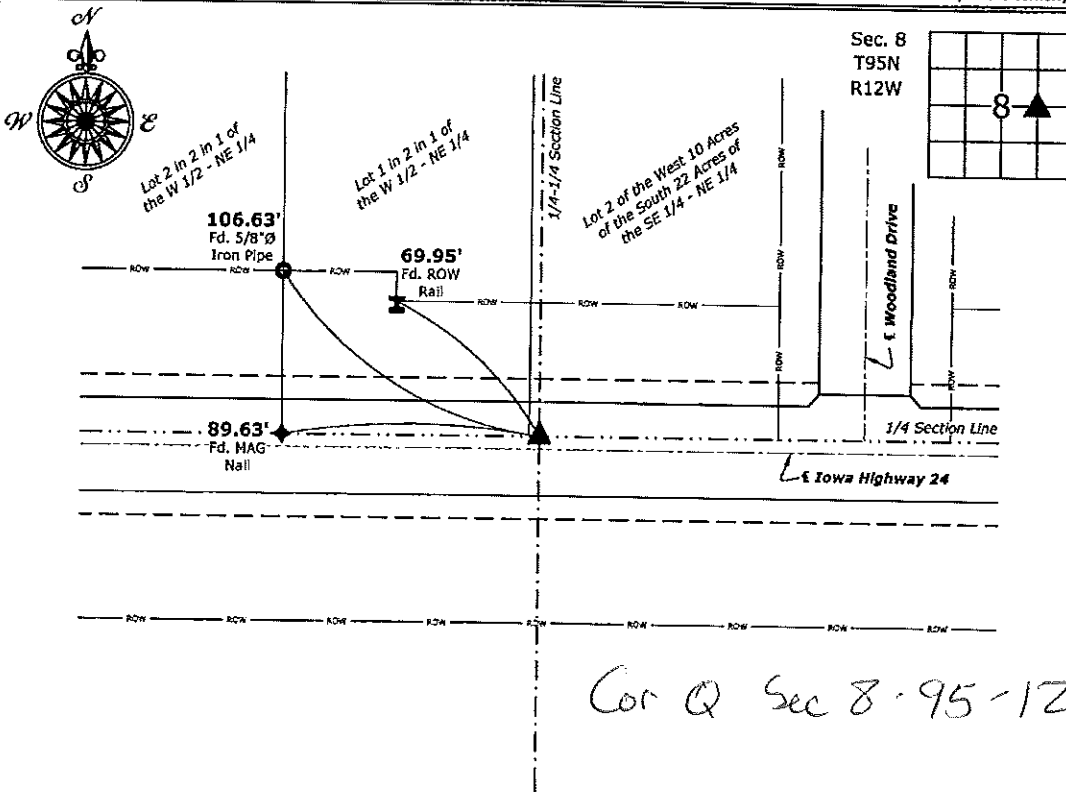 N
W
E
S
Sec. 8
T95N
R12W
8
Lot 2 in 2 in 1 of
the W 1/2 - NE 1/4
Lot 1 in 2 in 1 of
the W 1/2 - NE 1/4
1/4-1/4 Section Line
Lot 2 of the West 10 Acres
of the South 22 Acres of
the SE 1/4 - NE 1/4
106.63'
Fd. 5/8"Ø
Iron Pipe
69.95'
Fd. ROW
Rail
ROW ROW ROW
ROW ROW ROW
ROW
ROW
℄ Woodland Drive
ROW
ROW
ROW
89.63'
Fd. MAG
Nail
1/4 Section Line
℄ Iowa Highway 24
ROW ROW ROW ROW ROW ROW ROW ROW ROW
Cor Q Sec 8-95-12